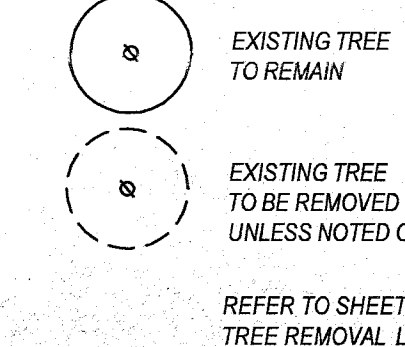 EXISTING TREE
TO REMAIN
EXISTING TREE
TO BE REMOVED
UNLESS NOTED
REFER TO SHEET
TREE REMOVAL